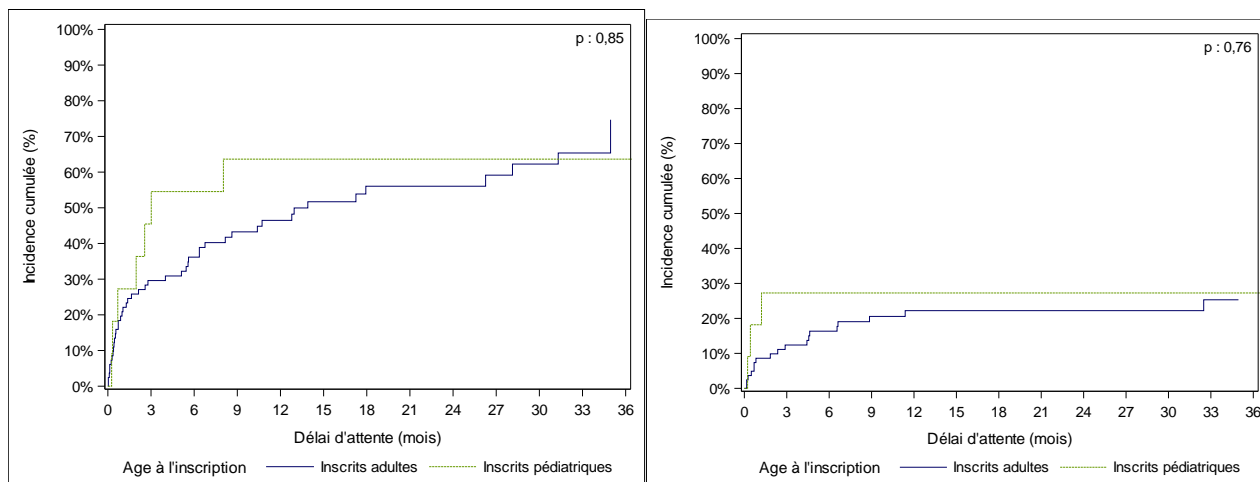 p : 0,85
Incidence cumulée (%)
100%
90%
80%
70%
60%
50%
40%
30%
20%
10%
0%
0 3 6 9 12 15 18 21 24 27 30 33 36
Délai d'attente (mois)
Age à l'inscription Inscrits adultes Inscrits pédiatriques
p : 0,76
Incidence cumulée (%)
100%
90%
80%
70%
60%
50%
40%
30%
20%
10%
0%
0 3 6 9 12 15 18 21 24 27 30 33 36
Délai d'attente (mois)
Age à l'inscription Inscrits adultes Inscrits pédiatriques